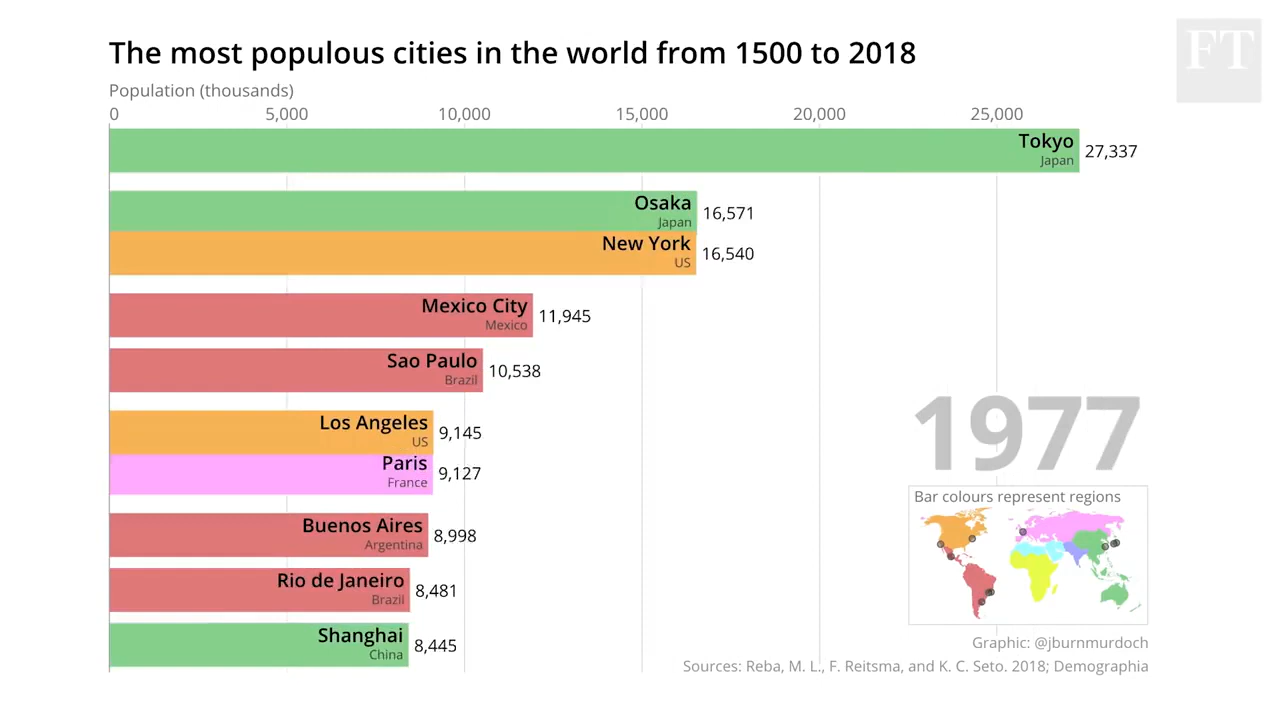 The most populous cities in the world from 1500 to 2018
FT
Population (thousands)
0 5,000 10,000 15,000 20,000 25,000
Tokyo
Japan
27,337
Osaka
Japan
16,571
New York
US
16,540
Mexico City
Mexico
11,945
Sao Paulo
Brazil
10,538
Los Angeles
US
9,145
Paris
France
9,127
Buenos Aires
Argentina
8,998
Rio de Janeiro
Brazil
8,481
Shanghai
China
8,445
1977
Bar colours represent regions
Graphic: @jburnmurdoch
Sources: Reba, M. L., F. Reitsma, and K. C. Seto. 2018; Demographia